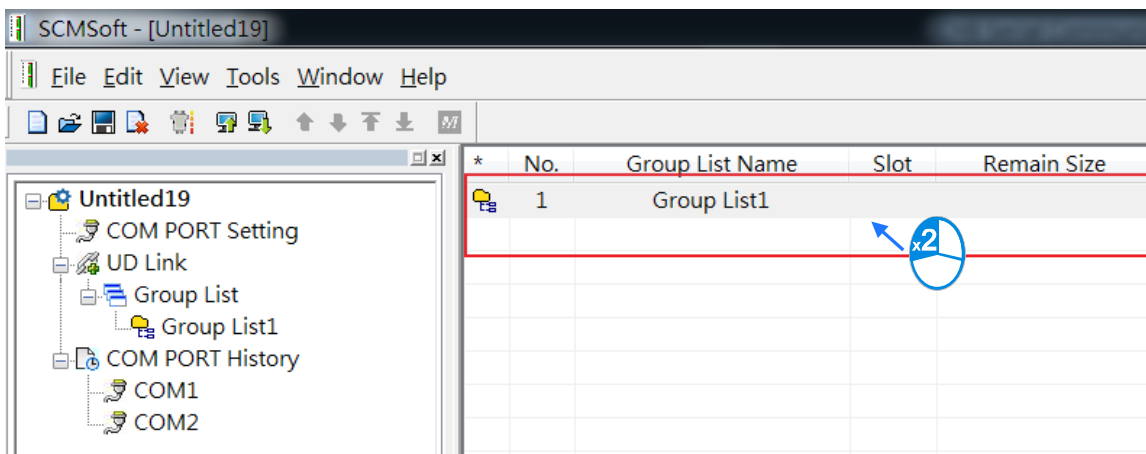 SCMSoft - [Untitled19]
File Edit View Tools Window Help
M
* No. Group List Name Slot Remain Size
1 Group List1
x2
Untitled19
COM PORT Setting
UD Link
Group List
Group List1
COM PORT History
COM1
COM2